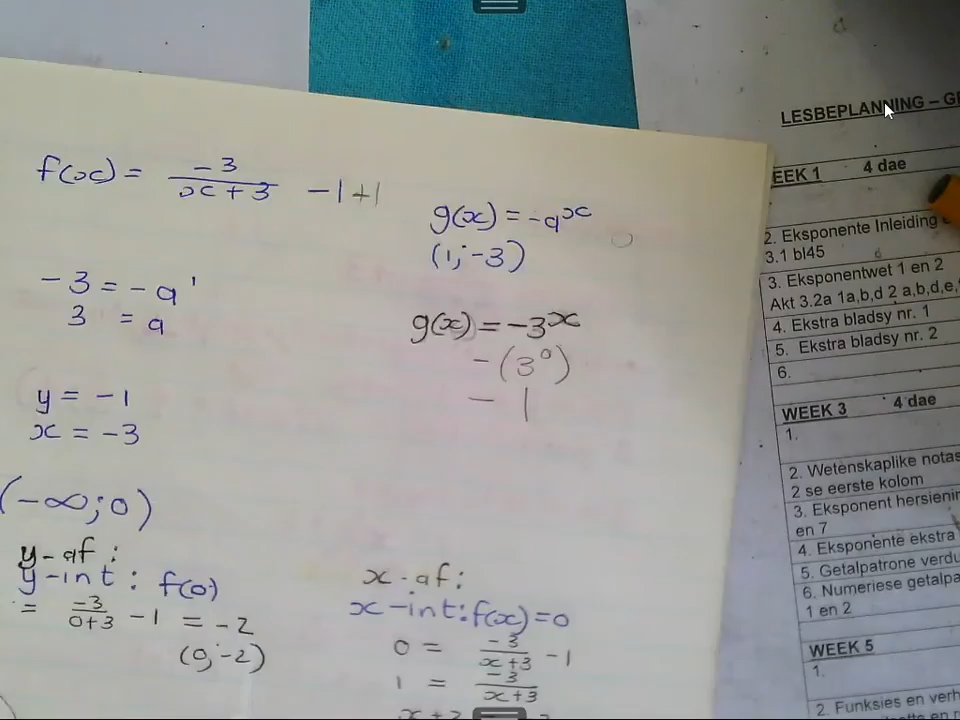 f(x) = -3/(x+3) -1+1
g(x) = -a^x
(1;-3)
-3 = -a^1
3 = a
g(x) = -3^x
-(3^0)
- 1
y = -1
x = -3
(-∞;0)
y-af:
y-int: f(0)
= -3/(0+3) -1 = -2
(0;-2)
x-af:
x-int: f(x)=0
0 = -3/(x+3) -1
1 = -3/(x+3)
LESBEPLANNING –
EEK 1 4 dae
2. Eksponente Inleiding
3.1 bl45
3. Eksponentwet 1 en 2
Akt 3.2a 1a,b,d 2 a,b,d,e,
4. Ekstra bladsy nr. 1
5. Ekstra bladsy nr. 2
6.
WEEK 3 4 dae
1.
2. Wetenskaplike notas
2 se eerste kolom
3. Eksponent hersienin
en 7
4. Eksponente ekstra
5. Getalpatrone verdu
6. Numeriese getalpa
1 en 2
WEEK 5
1.
2. Funksies en verh